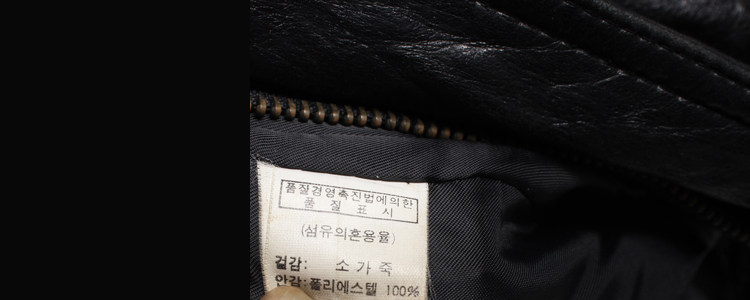 품질경영촉진법에의한
품 질 표 시
(섬유의혼용율)
겉감: 소 가 죽
안감:폴리에스텔 100%